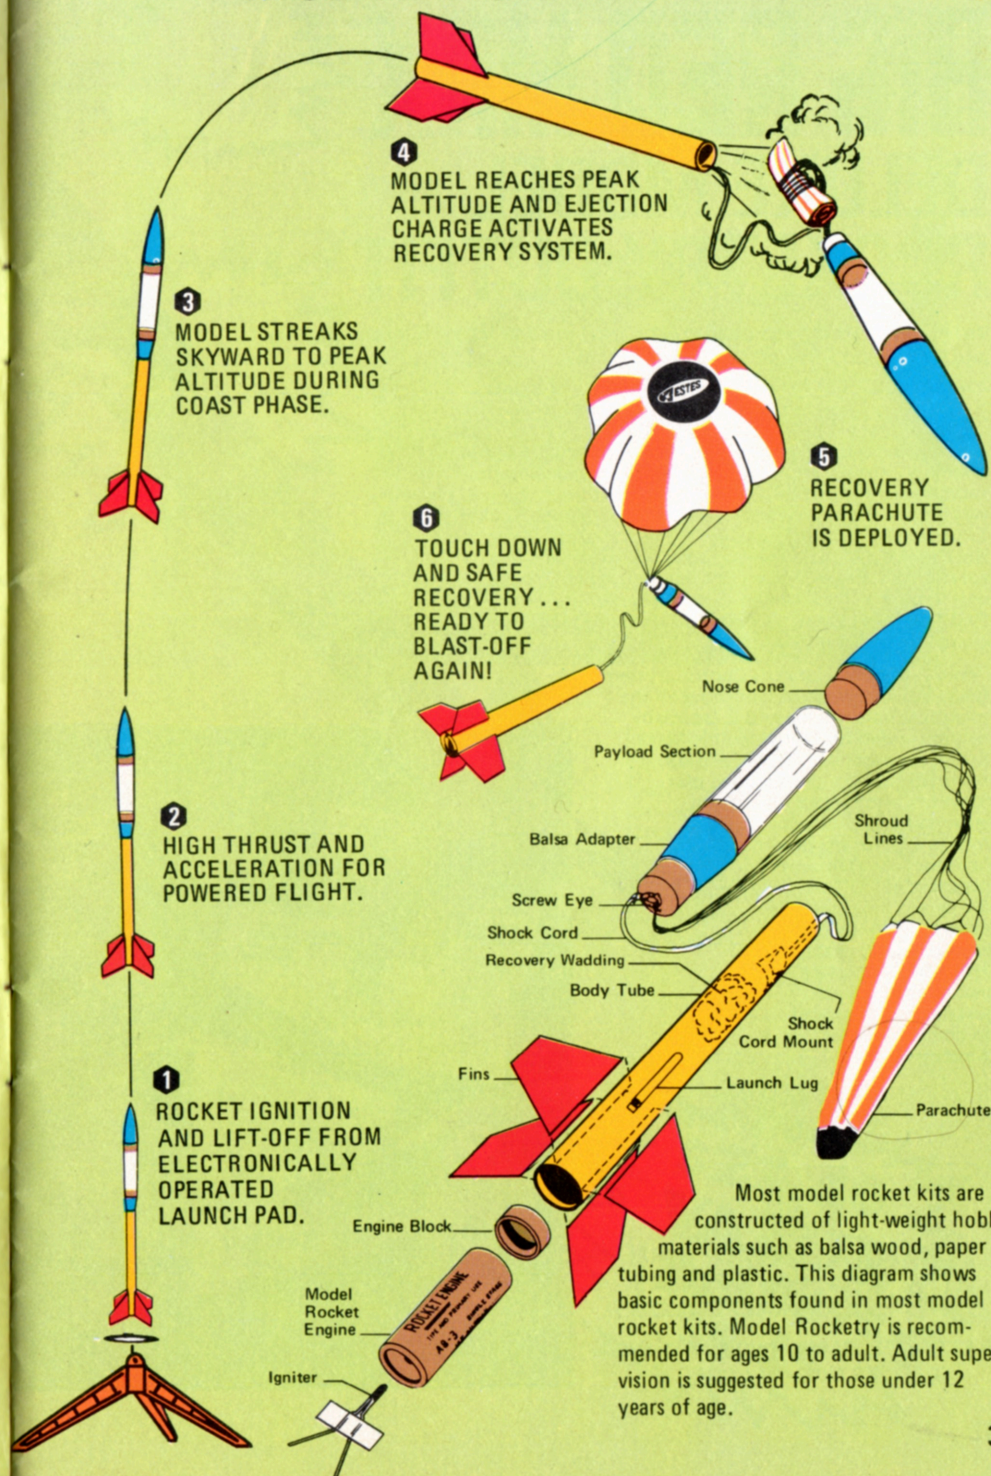 4
MODEL REACHES PEAK
ALTITUDE AND EJECTION
CHARGE ACTIVATES
RECOVERY SYSTEM.
3
MODEL STREAKS
SKYWARD TO PEAK
ALTITUDE DURING
COAST PHASE.
ESTES
5
RECOVERY
PARACHUTE
IS DEPLOYED.
6
TOUCH DOWN
AND SAFE
RECOVERY ...
READY TO
BLAST-OFF
AGAIN!
2
HIGH THRUST AND
ACCELERATION FOR
POWERED FLIGHT.
1
ROCKET IGNITION
AND LIFT-OFF FROM
ELECTRONICALLY
OPERATED
LAUNCH PAD.
Nose Cone
Payload Section
Balsa Adapter
Shroud
Lines
Screw Eye
Shock Cord
Recovery Wadding
Body Tube
Shock
Cord Mount
Fins
Launch Lug
Parachute
Engine Block
Model
Rocket
Engine
ROCKET ENGINE
Igniter
Most model rocket kits are
constructed of light-weight hob
materials such as balsa wood, paper
tubing and plastic. This diagram shows
basic components found in most model
rocket kits. Model Rocketry is recom-
mended for ages 10 to adult. Adult supe
vision is suggested for those under 12
years of age.